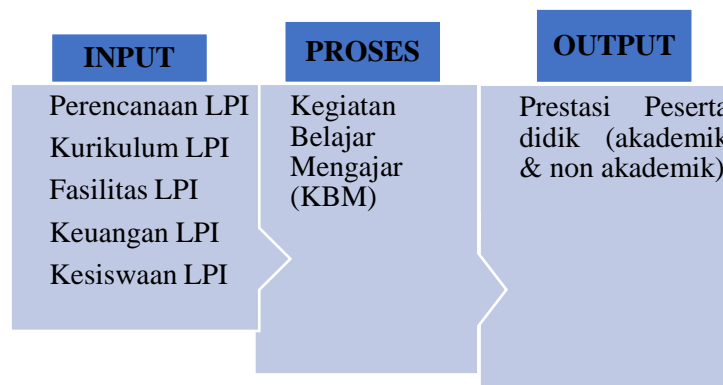 INPUT
Perencanaan LPI
Kurikulum LPI
Fasilitas LPI
Keuangan LPI
Kesiswaan LPI
PROSES
Kegiatan
Belajar
Mengajar
(KBM)
OUTPUT
Prestasi Peserta
didik (akademik
& non akademik)